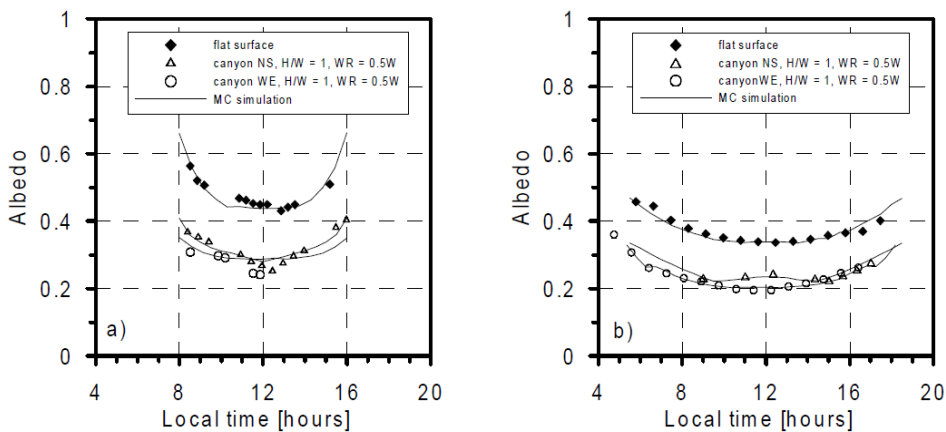 1
0.8
0.6
0.4
0.2
0
Albedo
flat surface
canyon NS, H/W = 1, WR = 0.5W
canyon WE, H/W = 1, WR = 0.5W
MC simulation
a)
4 8 12 16 20
Local time [hours]
1
0.8
0.6
0.4
0.2
0
Albedo
flat surface
canyon NS, H/W = 1, WR = 0.5W
canyonWE, H/W = 1, WR = 0.5W
MC simulation
b)
4 8 12 16 20
Local time [hours]